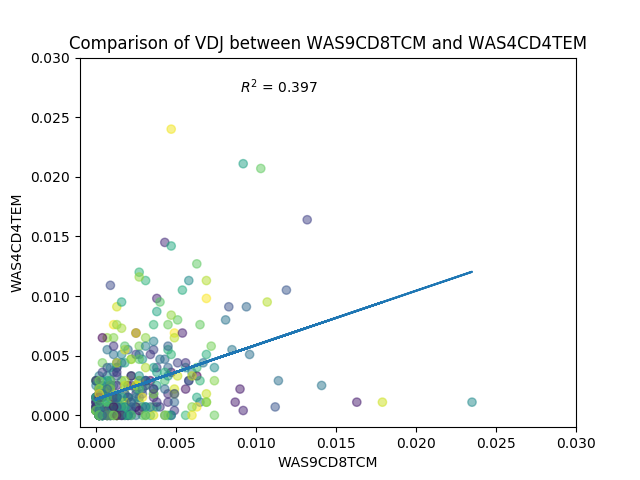 Comparison of VDJ between WAS9CD8TCM and WAS4CD4TEM
R² = 0.397
WAS4CD4TEM
0.030
0.025
0.020
0.015
0.010
0.005
0.000
0.000 0.005 0.010 0.015 0.020 0.025 0.030
WAS9CD8TCM